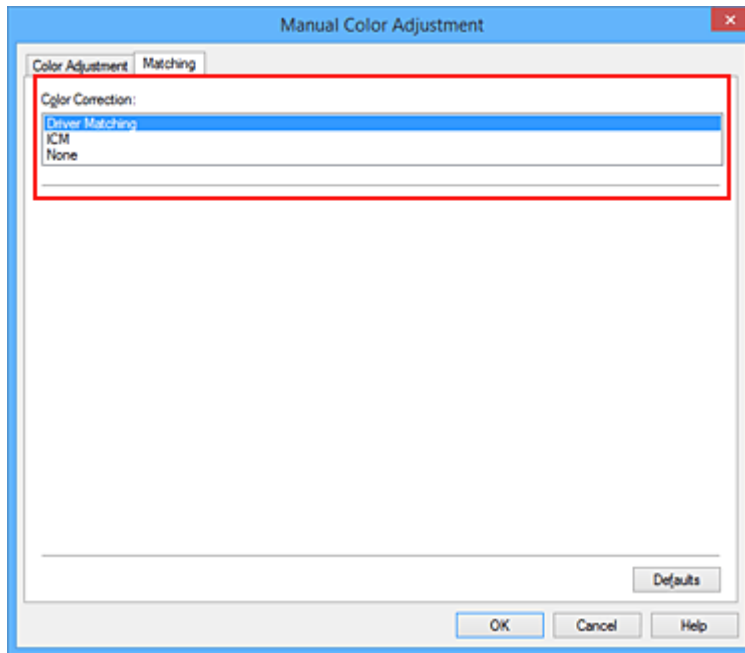 Manual Color Adjustment
Color Adjustment Matching
Color Correction:
Driver Matching
ICM
None
Defaults
OK Cancel Help